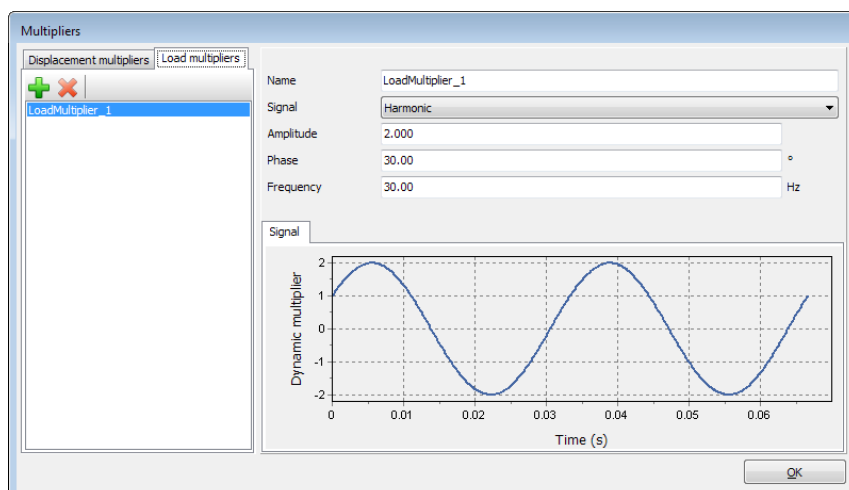 Multipliers
Displacement multipliers Load multipliers
LoadMultiplier_1
Name LoadMultiplier_1
Signal Harmonic
Amplitude 2.000
Phase 30.00 °
Frequency 30.00 Hz
Signal
Dynamic multiplier
2
1
0
-1
-2
0 0.01 0.02 0.03 0.04 0.05 0.06
Time (s)
OK